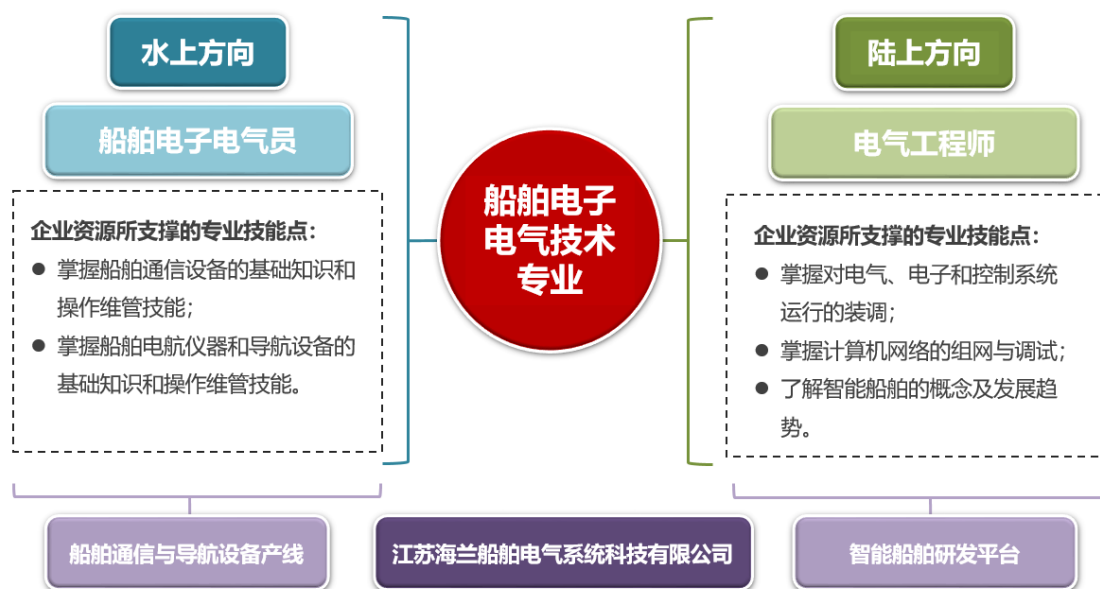 水上方向
船舶电子电气员
企业资源所支撑的专业技能点：
● 掌握船舶通信设备的基础知识和
操作维管技能；
● 掌握船舶电航仪器和导航设备的
基础知识和操作维管技能。
船舶电子
电气技术
专业
陆上方向
电气工程师
企业资源所支撑的专业技能点：
● 掌握对电气、电子和控制系统
运行的装调；
● 掌握计算机网络的组网与调试；
● 了解智能船舶的概念及发展趋
势。
船舶通信与导航设备产线
江苏海兰船舶电气系统科技有限公司
智能船舶研发平台